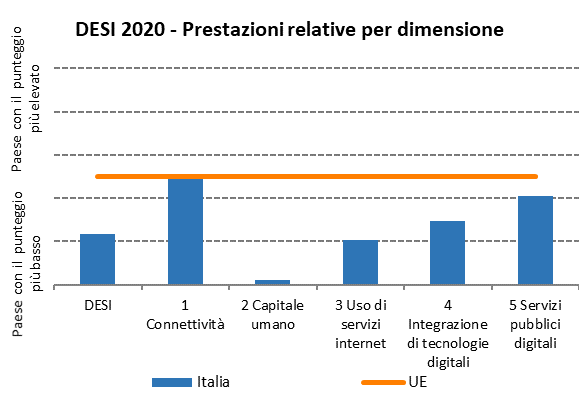 DESI 2020 - Prestazioni relative per dimensione
Paese con il punteggio
più elevato
Paese con il punteggio
più basso
DESI
1
Connettività
2 Capitale
umano
3 Uso di
servizi
internet
4
Integrazione
di tecnologie
digitali
5 Servizi
pubblici
digitali
Italia
UE